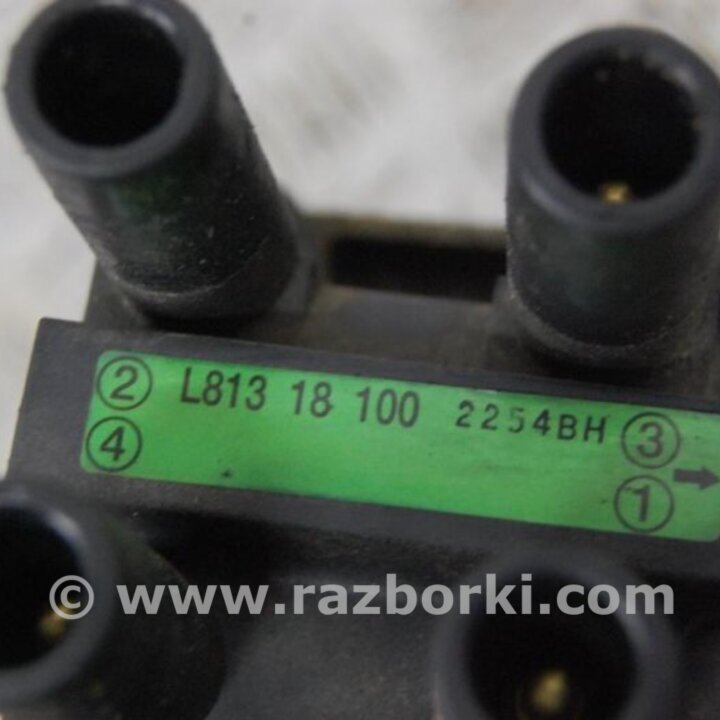 ② L813 18 100 2254BH ③
④ ➡
①
© www.razborki.com